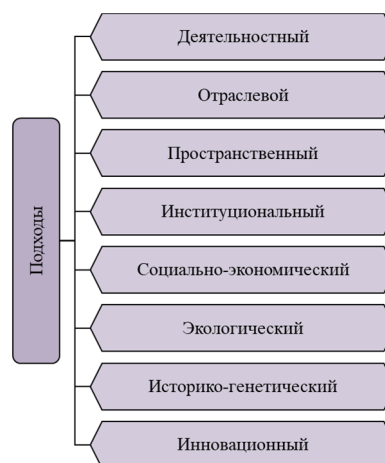 Подходы
Деятельностный
Отраслевой
Пространственный
Институциональный
Социально-экономический
Экологический
Историко-генетический
Инновационный